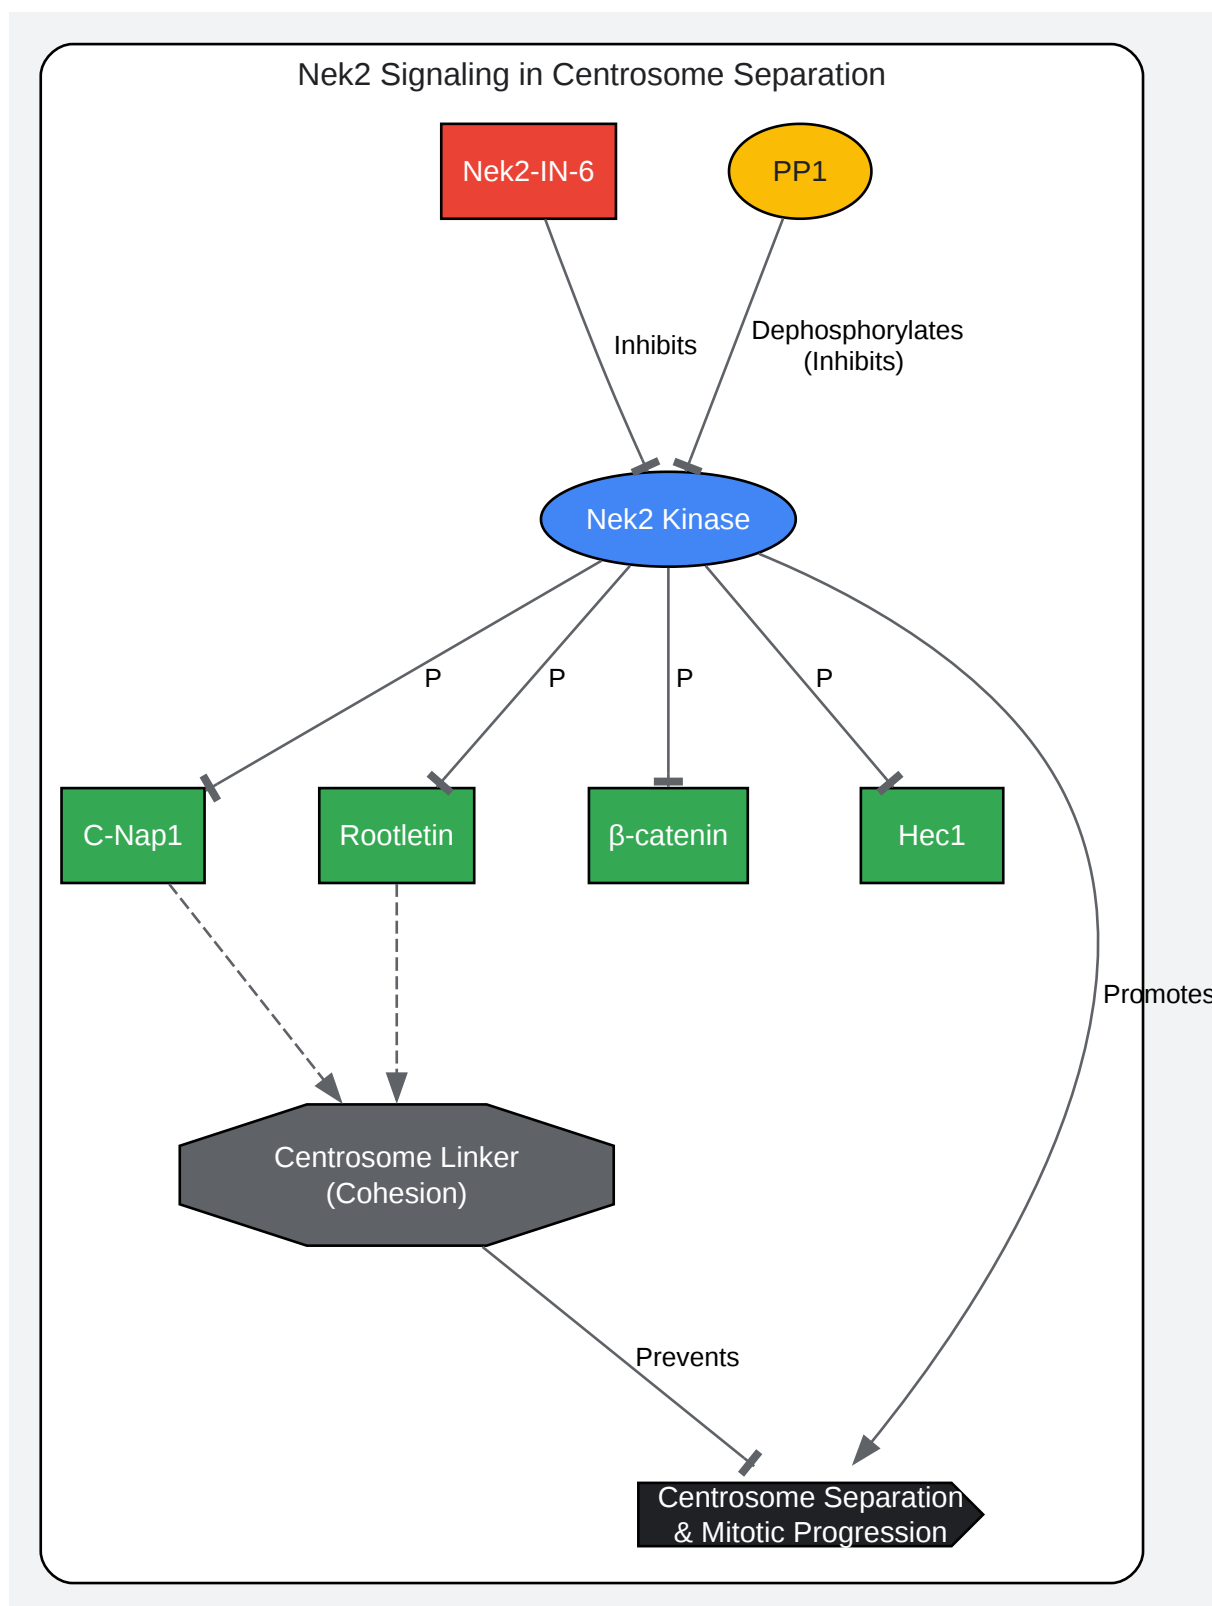 Nek2 Signaling in Centrosome Separation
Nek2-IN-6
PP1
Inhibits
Dephosphorylates
(Inhibits)
Nek2 Kinase
P
P
P
P
C-Nap1
Rootletin
β-catenin
Hec1
Promotes
Centrosome Linker
(Cohesion)
Prevents
Centrosome Separation
& Mitotic Progression